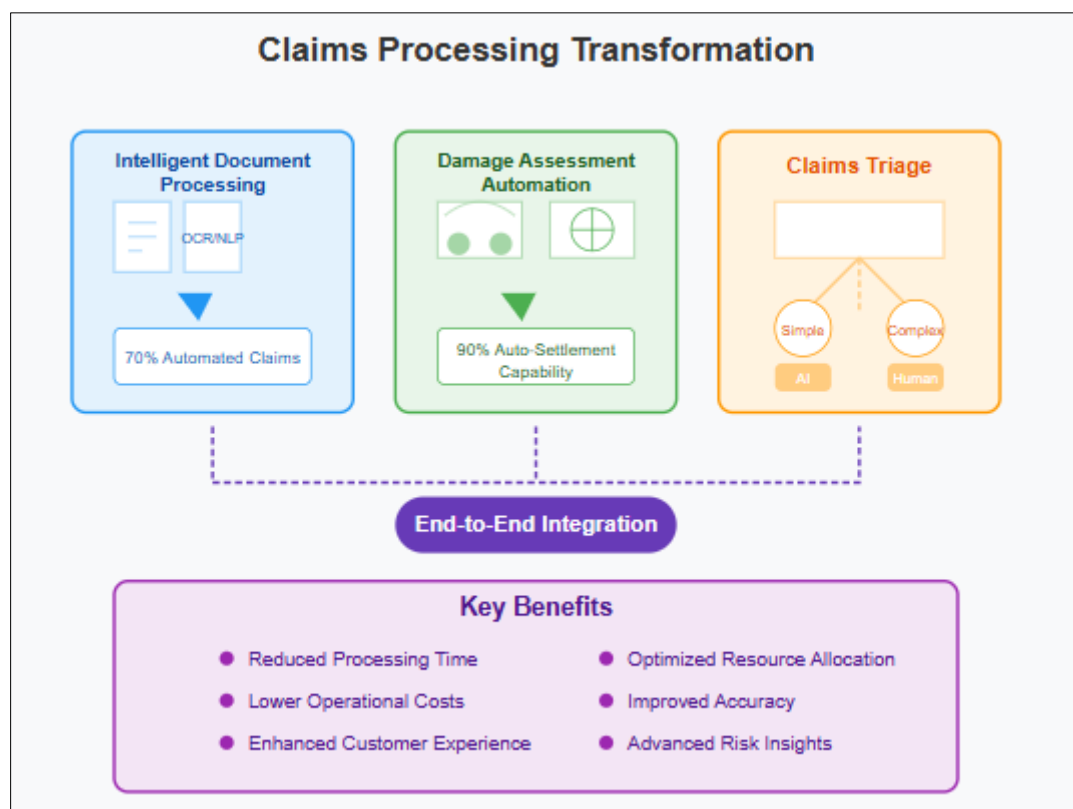 Claims Processing Transformation
Intelligent Document
Processing
OCR/NLP
70% Automated Claims
Damage Assessment
Automation
90% Auto-Settlement
Capability
Claims Triage
Simple
Complex
AI
Human
End-to-End Integration
Key Benefits
Reduced Processing Time
Lower Operational Costs
Enhanced Customer Experience
Optimized Resource Allocation
Improved Accuracy
Advanced Risk Insights